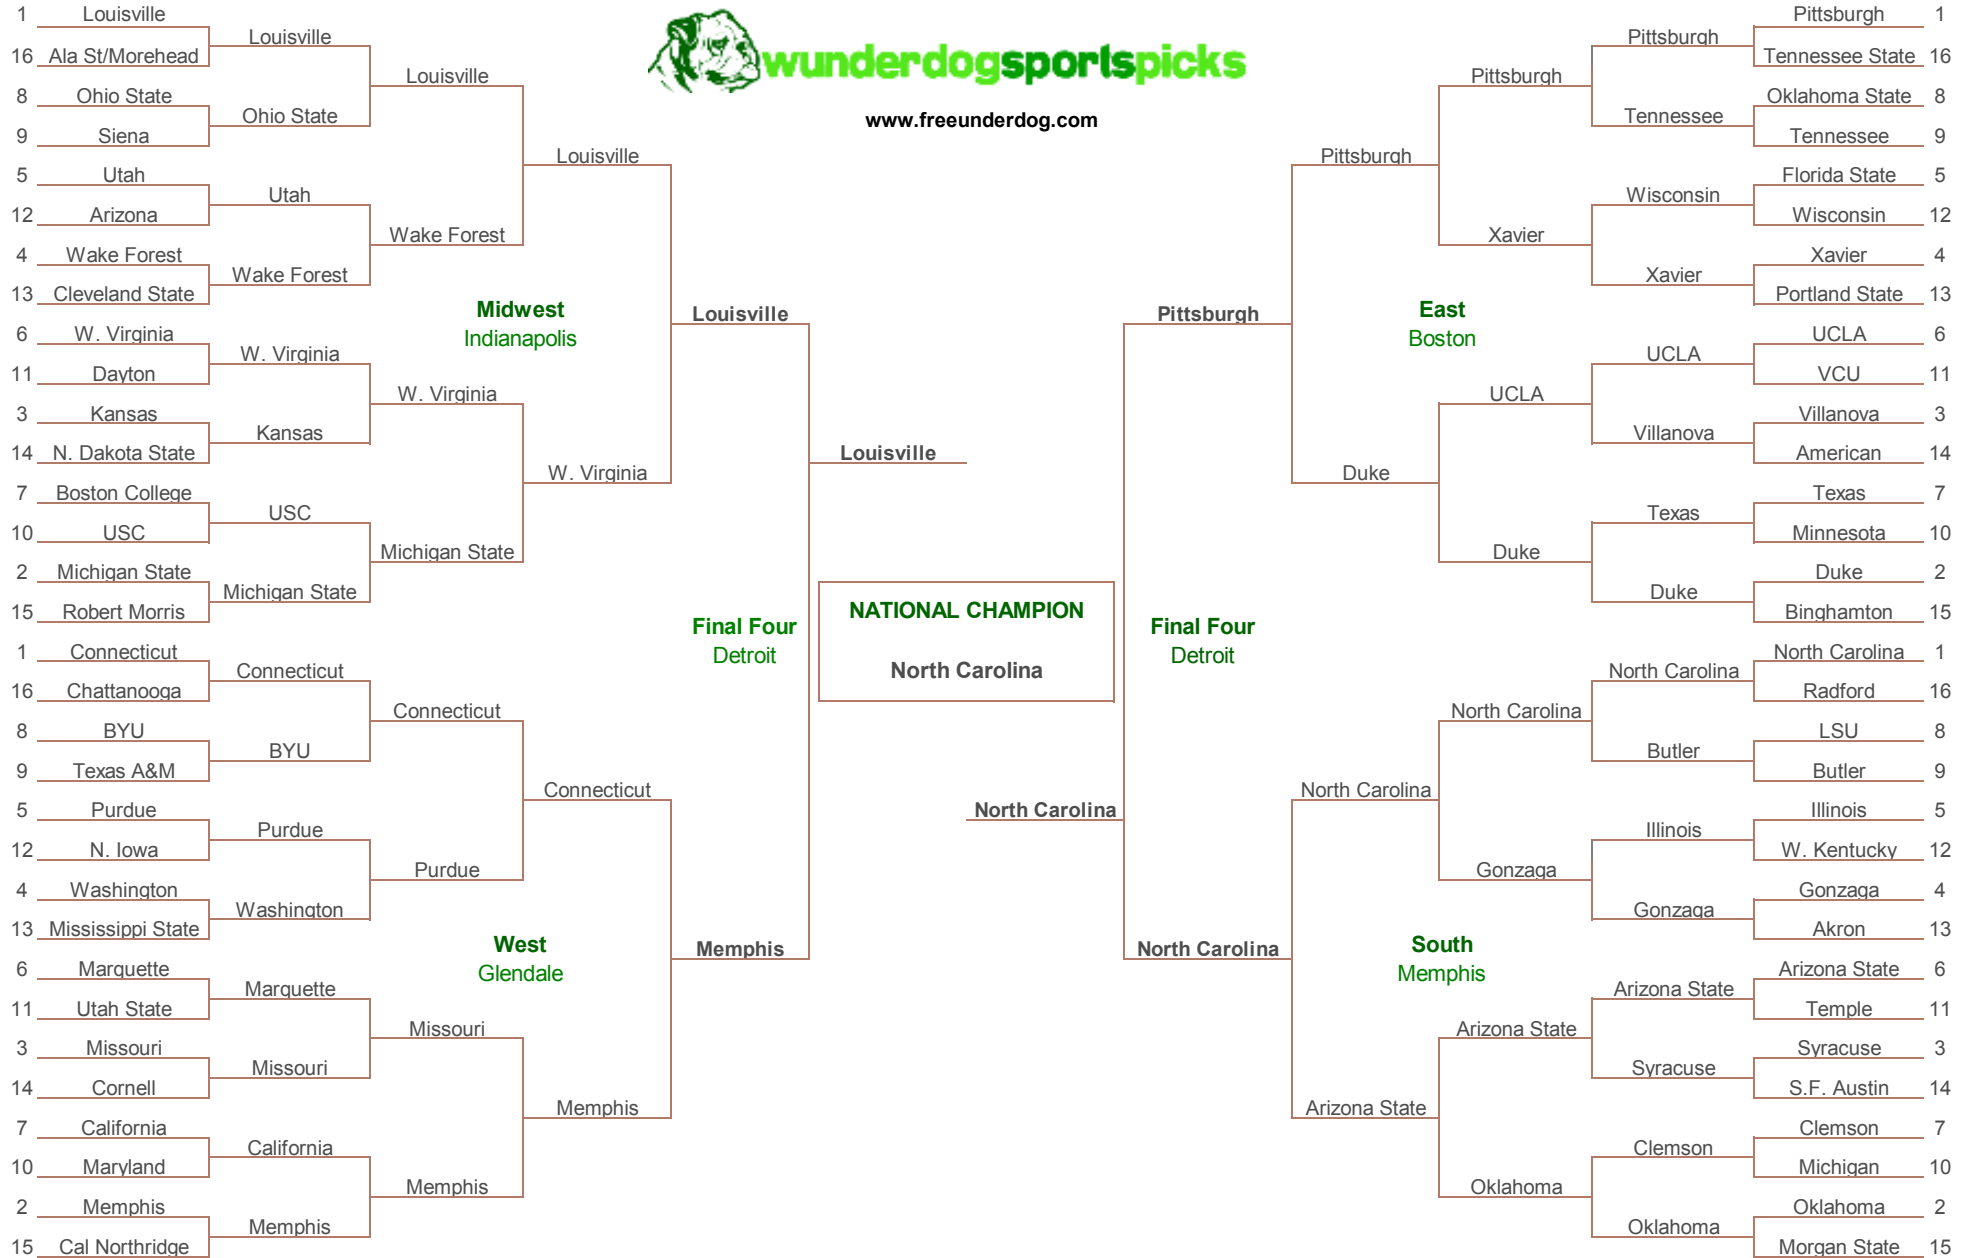 wunderdogsportspicks
www.freeunderdog.com
1 Louisville
16 Ala St/Morehead
8 Ohio State
9 Siena
5 Utah
12 Arizona
4 Wake Forest
13 Cleveland State
6 W. Virginia
11 Dayton
3 Kansas
14 N. Dakota State
7 Boston College
10 USC
2 Michigan State
15 Robert Morris
Louisville
Ohio State
Utah
Wake Forest
W. Virginia
Kansas
USC
Michigan State
Louisville
Wake Forest
W. Virginia
Michigan State
Louisville
W. Virginia
Midwest
Indianapolis
Louisville
1 Connecticut
16 Chattanooga
8 BYU
9 Texas A&M
5 Purdue
12 N. Iowa
4 Washington
13 Mississippi State
6 Marquette
11 Utah State
3 Missouri
14 Cornell
7 California
10 Maryland
2 Memphis
15 Cal Northridge
Connecticut
BYU
Purdue
Washington
Marquette
Missouri
California
Memphis
Connecticut
Purdue
Missouri
Memphis
Connecticut
Memphis
West
Glendale
Memphis
Final Four
Detroit
Louisville
NATIONAL CHAMPION
North Carolina
North Carolina
Final Four
Detroit
Pittsburgh
East
Boston
Pittsburgh
Duke
Pittsburgh
Xavier
UCLA
Duke
Pittsburgh
Tennessee
Wisconsin
Xavier
UCLA
Villanova
Texas
Duke
Pittsburgh 1
Tennessee State 16
Oklahoma State 8
Tennessee 9
Florida State 5
Wisconsin 12
Xavier 4
Portland State 13
UCLA 6
VCU 11
Villanova 3
American 14
Texas 7
Minnesota 10
Duke 2
Binghamton 15
North Carolina
South
Memphis
North Carolina
Arizona State
North Carolina
Gonzaga
Arizona State
Oklahoma
North Carolina
Butler
Illinois
Gonzaga
Arizona State
Syracuse
Clemson
Oklahoma
North Carolina 1
Radford 16
LSU 8
Butler 9
Illinois 5
W. Kentucky 12
Gonzaga 4
Akron 13
Arizona State 6
Temple 11
Syracuse 3
S.F. Austin 14
Clemson 7
Michigan 10
Oklahoma 2
Morgan State 15